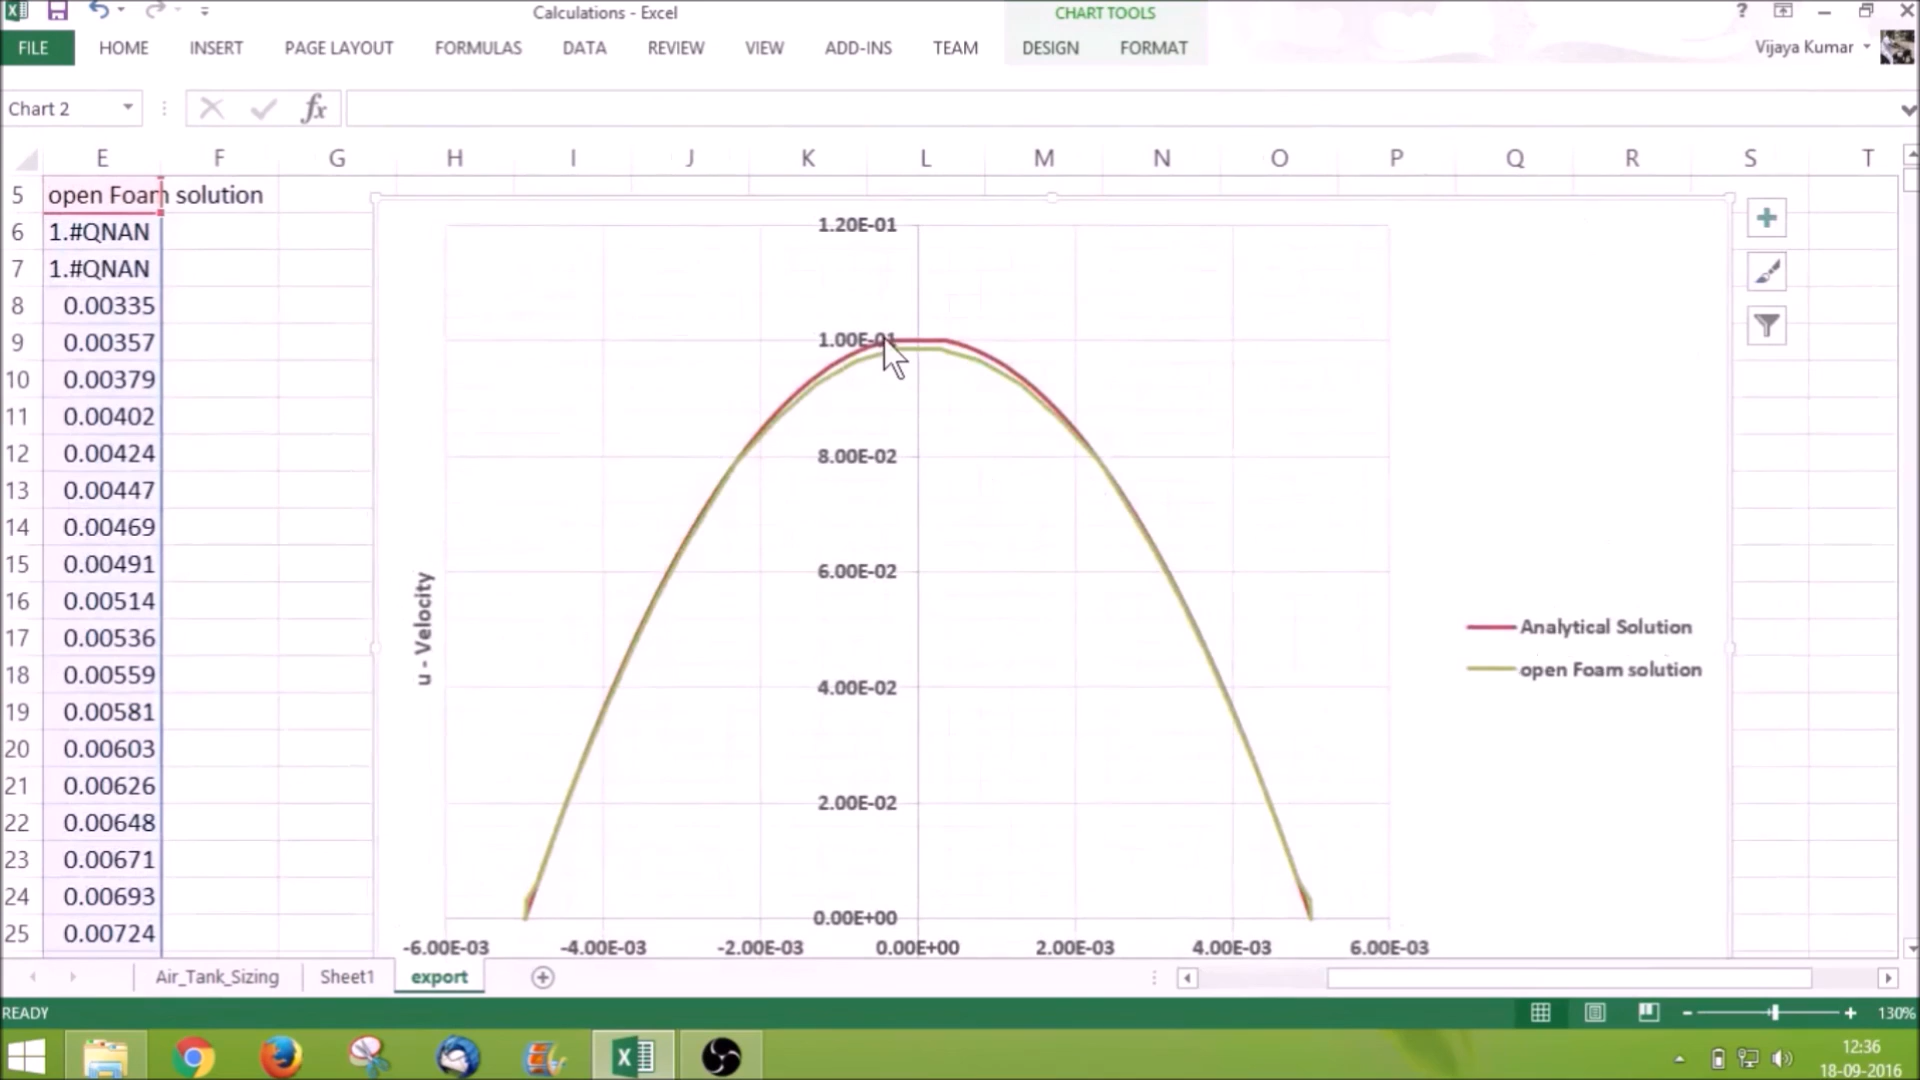 Calculations - Excel
CHART TOOLS
?
FILE HOME INSERT PAGE LAYOUT FORMULAS DATA REVIEW VIEW ADD-INS TEAM DESIGN FORMAT Vijaya Kumar
Chart 2 fx
E F G H I J K L M N O P Q R S T
5 open Foam solution
6 1.#QNAN
7 1.#QNAN
8 0.00335
9 0.00357
10 0.00379
11 0.00402
12 0.00424
13 0.00447
14 0.00469
15 0.00491
16 0.00514
17 0.00536
18 0.00559
19 0.00581
20 0.00603
21 0.00626
22 0.00648
23 0.00671
24 0.00693
25 0.00724
1.20E-01
1.00E-01
8.00E-02
6.00E-02
4.00E-02
2.00E-02
0.00E+00
u - Velocity
-6.00E-03 -4.00E-03 -2.00E-03 0.00E+00 2.00E-03 4.00E-03 6.00E-03
Analytical Solution
open Foam solution
Air_Tank_Sizing Sheet1 export
READY
130%
12:36
18-09-2016